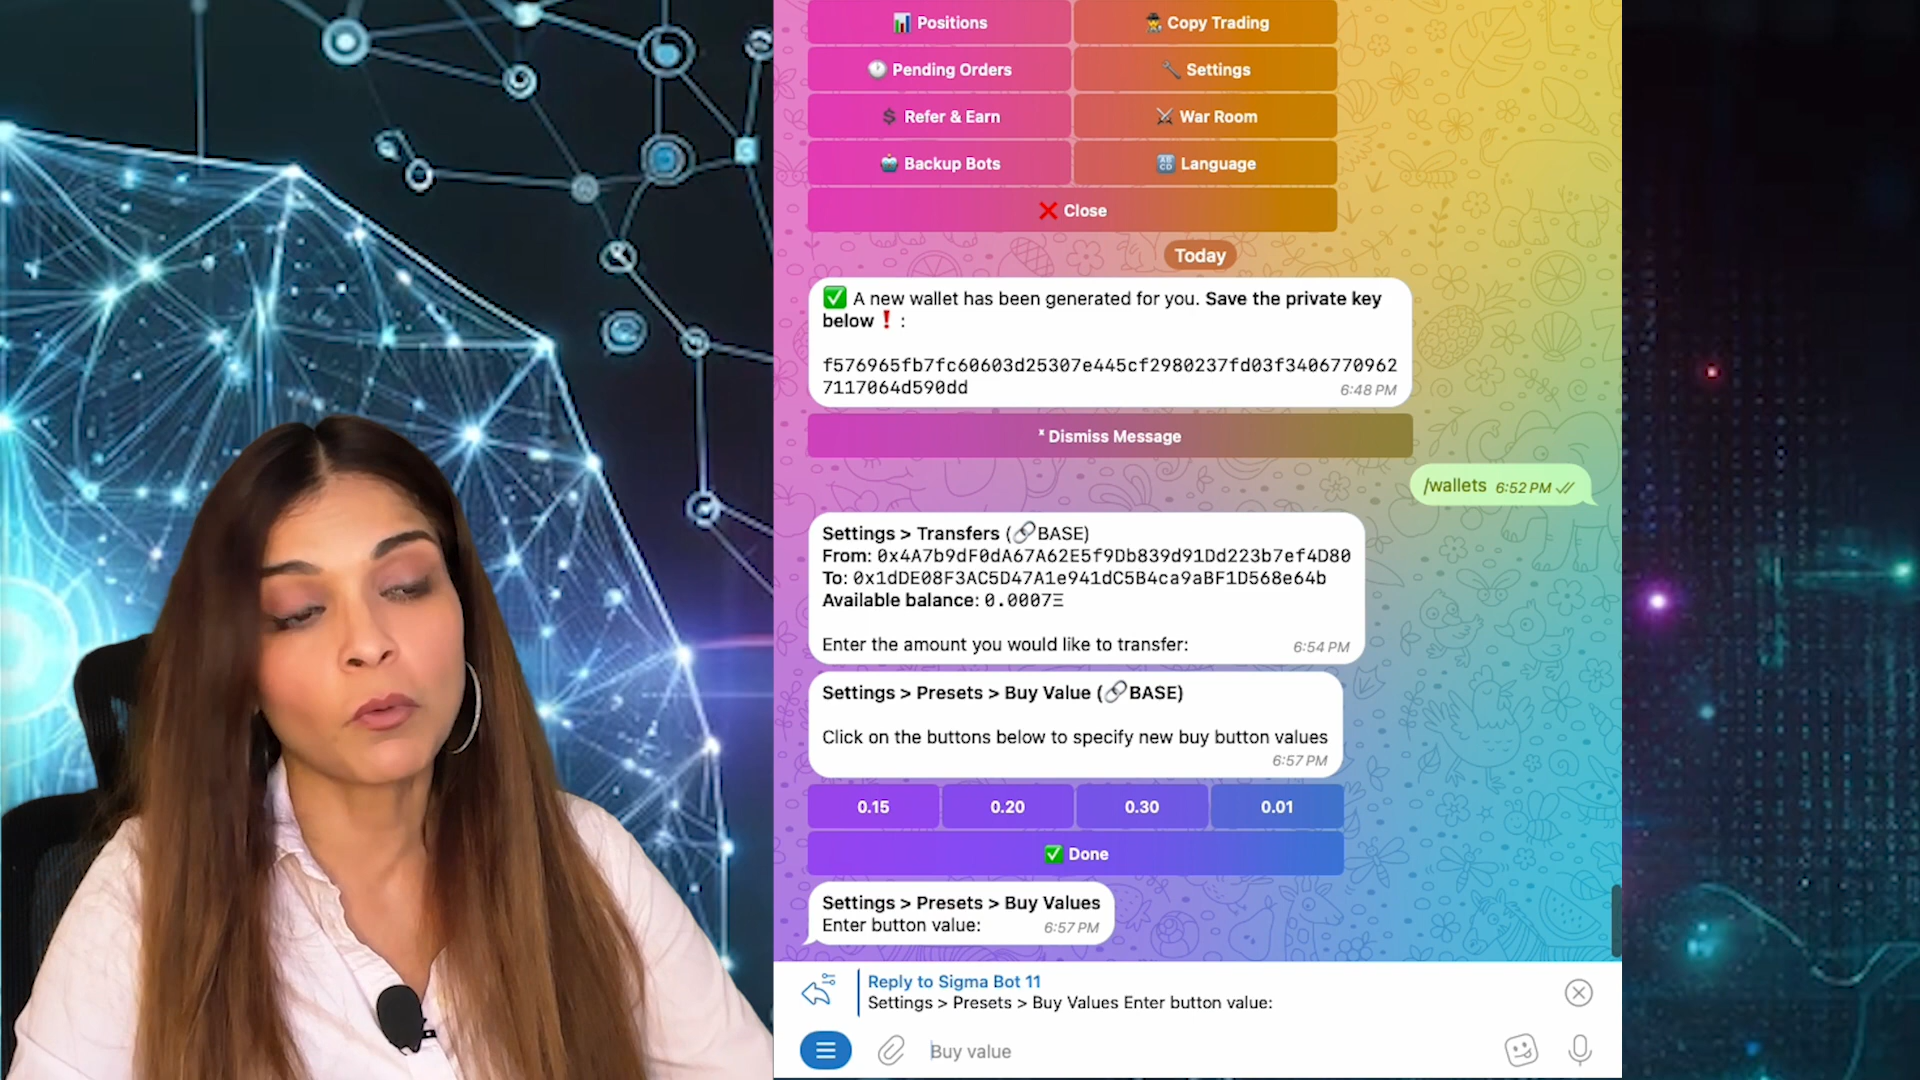 Positions
Copy Trading
Pending Orders
Settings
Refer & Earn
War Room
Backup Bots
Language
Close
Today
A new wallet has been generated for you. Save the private key
below❗ :
f576965fb7fc60603d25307e445cf2980237fd03f3406770962
7117064d590dd
6:48 PM
Dismiss Message
/wallets 6:52 PM
Settings > Transfers (🔗BASE)
From: 0x4A7b9dF0dA67A62E5f9Db839d91Dd223b7ef4D80
To: 0x1dDE08F3AC5D47A1e941dC5B4ca9aBF1D568e64b
Available balance: 0.0007Ξ
Enter the amount you would like to transfer:
6:54 PM
Settings > Presets > Buy Value (🔗BASE)
Click on the buttons below to specify new buy button values
6:57 PM
0.15
0.20
0.30
0.01
Done
Settings > Presets > Buy Values
Enter button value:
6:57 PM
Reply to Sigma Bot 11
Settings > Presets > Buy Values Enter button value:
Buy value